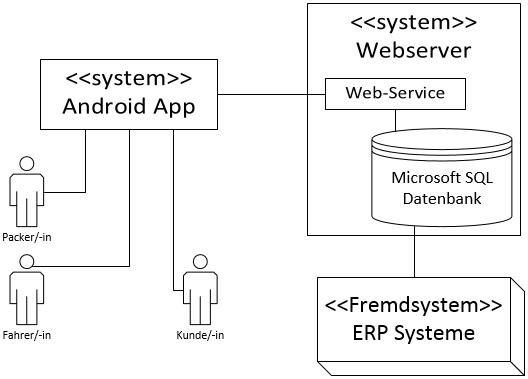 <<system>>
Webserver
<<system>>
Android App
Web-Service
Microsoft SQL
Datenbank
Packer/-in
Fahrer/-in
Kunde/-in
<<Fremdsystem>>
ERP Systeme